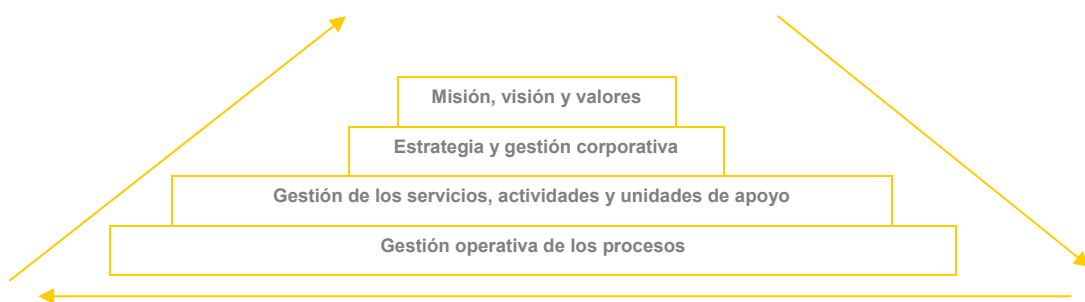 Misión, visión y valores
Estrategia y gestión corporativa
Gestión de los servicios, actividades y unidades de apoyo
Gestión operativa de los procesos